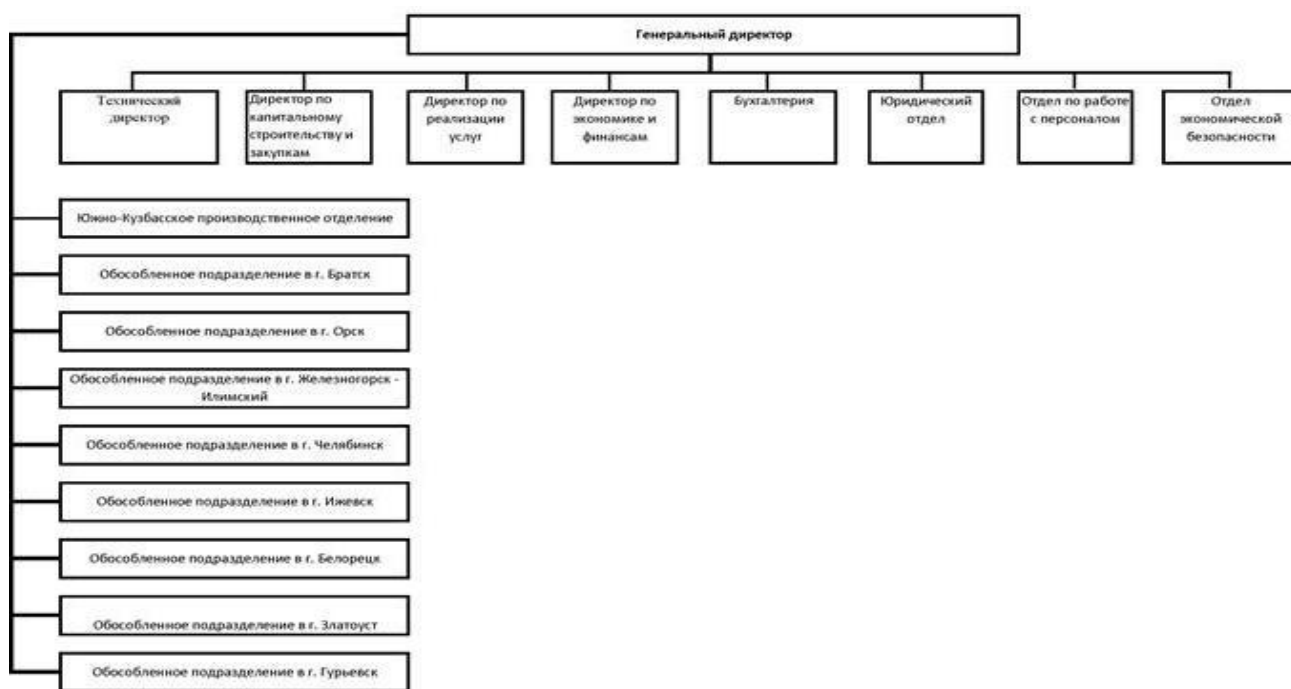 Генеральный директор
Технический
директор
Директор по
капитальному
строительству и
закупкам
Директор по
реализации
услуг
Директор по
экономике и
финансам
Бухгалтерия
Юридический
отдел
Отдел по работе
с персоналом
Отдел
экономической
безопасности
Южно-Кузбасское производственное отделение
Обособленное подразделение в г. Братск
Обособленное подразделение в г. Орск
Обособленное подразделение в г. Железногорск -
Илимский
Обособленное подразделение в г. Челябинск
Обособленное подразделение в г. Ижевск
Обособленное подразделение в г. Белорецк
Обособленное подразделение в г. Златоуст
Обособленное подразделение в г. Гурьевск